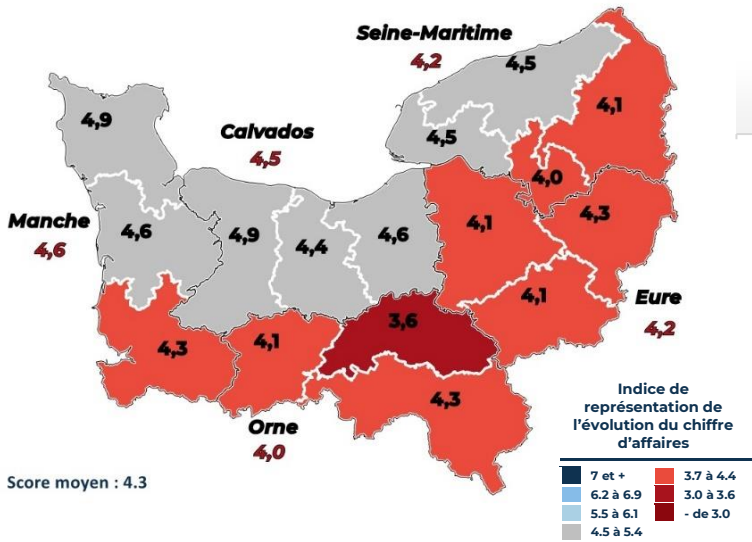 Seine-Maritime
4,2
4,5
4,1
4,9
4,5
Calvados
4,5
4,0
4,3
Manche
4,6
4,6
4,9
4,4
4,6
4,1
4,1
Eure
4,2
3,6
4,3
4,1
4,3
Orne
4,0
Score moyen : 4.3
Indice de
représentation de
l'évolution du chiffre
d'affaires
7 et +
3.7 à 4.4
6.2 à 6.9
3.0 à 3.6
5.5 à 6.1
- de 3.0
4.5 à 5.4